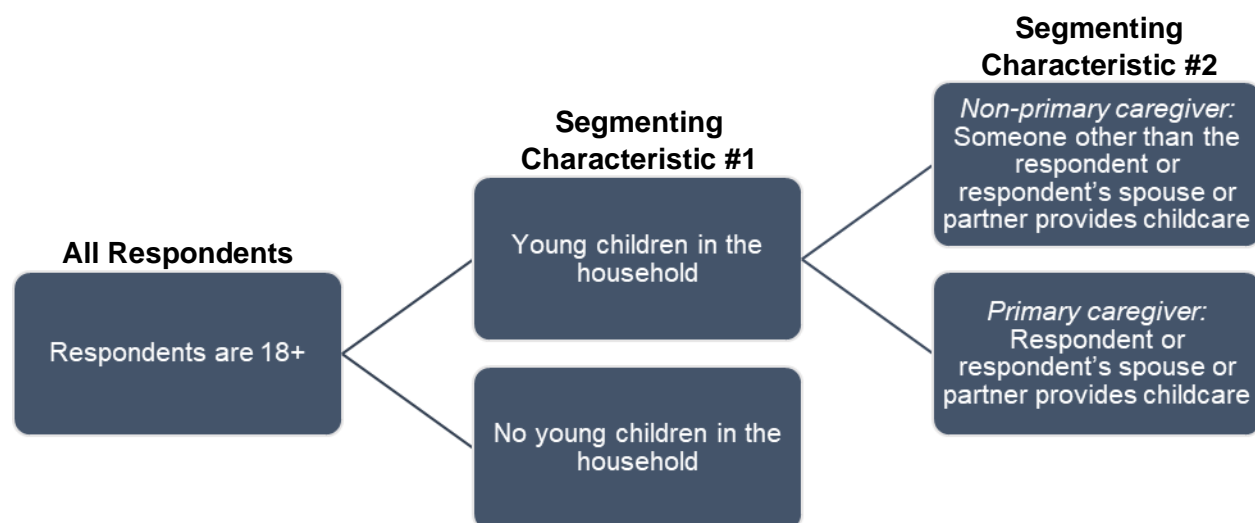 All Respondents
Respondents are 18+
Segmenting
Characteristic #1
Young children in the
household
No young children in the
household
Segmenting
Characteristic #2
Non-primary caregiver:
Someone other than the
respondent or
respondent’s spouse or
partner provides childcare
Primary caregiver:
Respondent or
respondent’s spouse or
partner provides childcare